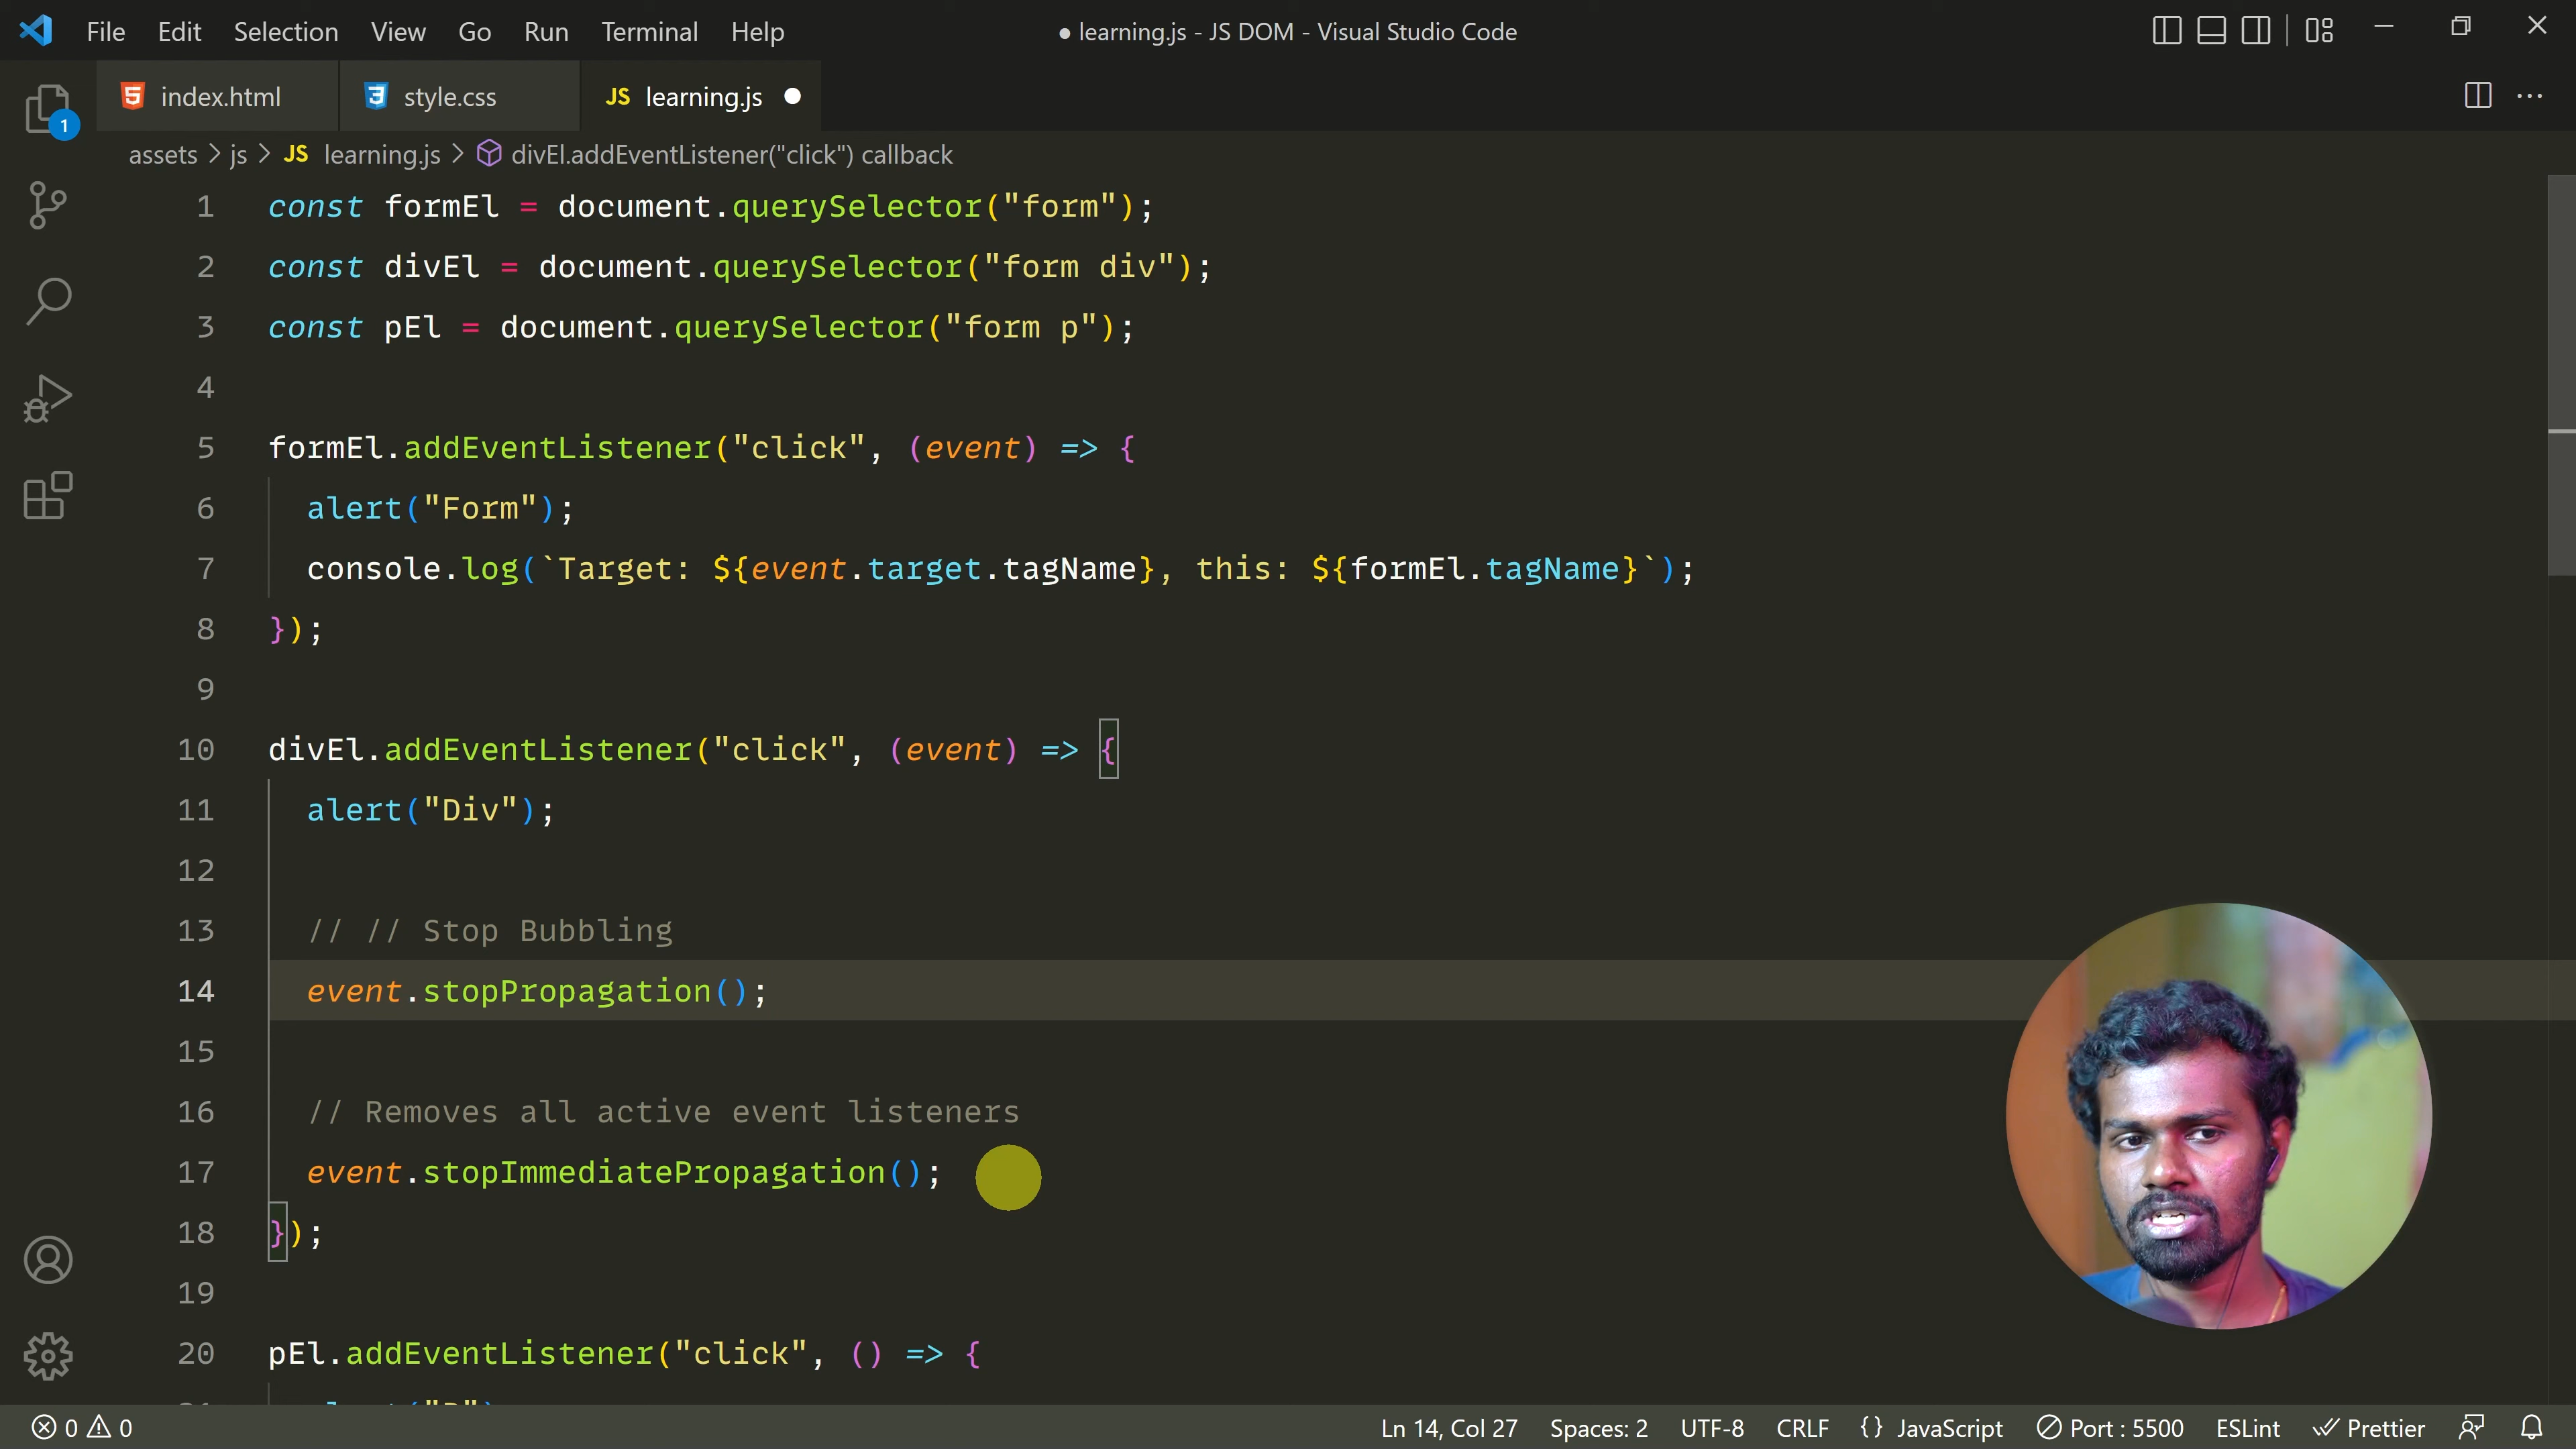 File Edit Selection View Go Run Terminal Help
● learning.js - JS DOM - Visual Studio Code
index.html style.css JS learning.js
1
assets > js > JS learning.js > divEl.addEventListener("click") callback
1 const formEl = document.querySelector("form");
2 const divEl = document.querySelector("form div");
3 const pEl = document.querySelector("form p");
4
5 formEl.addEventListener("click", (event) => {
6 alert("Form");
7 console.log(`Target: ${event.target.tagName}, this: ${formEl.tagName}`);
8 });
9
10 divEl.addEventListener("click", (event) => {
11 alert("Div");
12
13 // // Stop Bubbling
14 event.stopPropagation();
15
16 // Removes all active event listeners
17 event.stopImmediatePropagation();
18 });
19
20 pEl.addEventListener("click", () => {
0 0 Ln 14, Col 27 Spaces: 2 UTF-8 CRLF {} JavaScript Port : 5500 ESLint Prettier